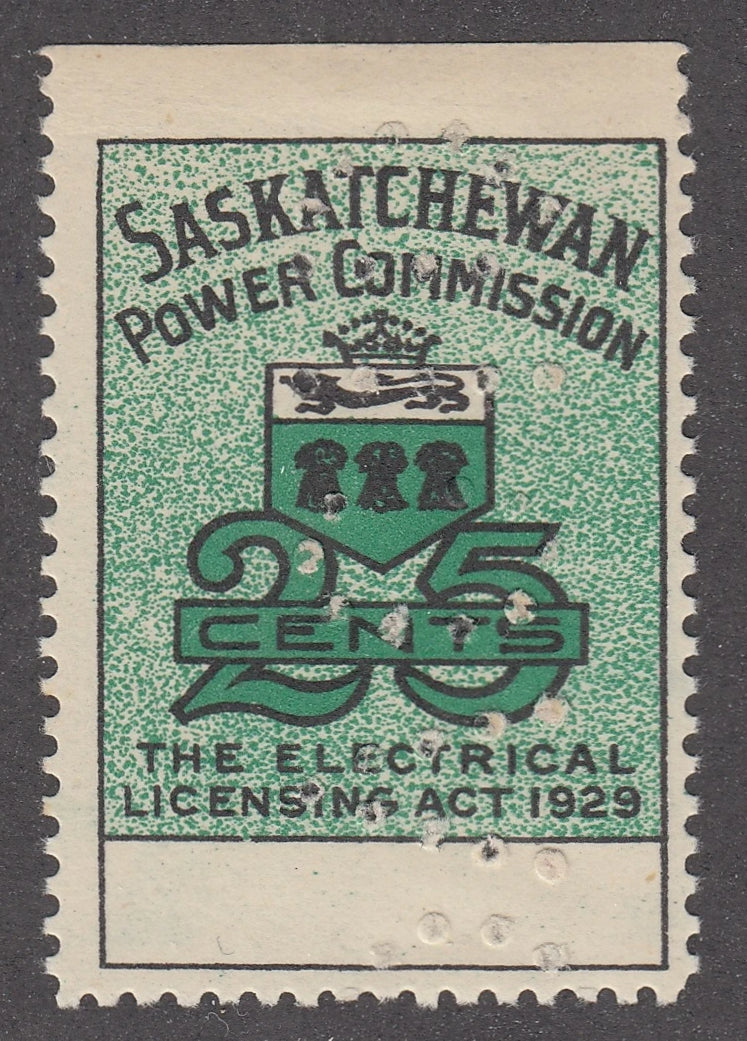 SASKATCHEWAN
POWER COMMISSION
25
CENTS
THE ELECTRICAL
LICENSING ACT 1929